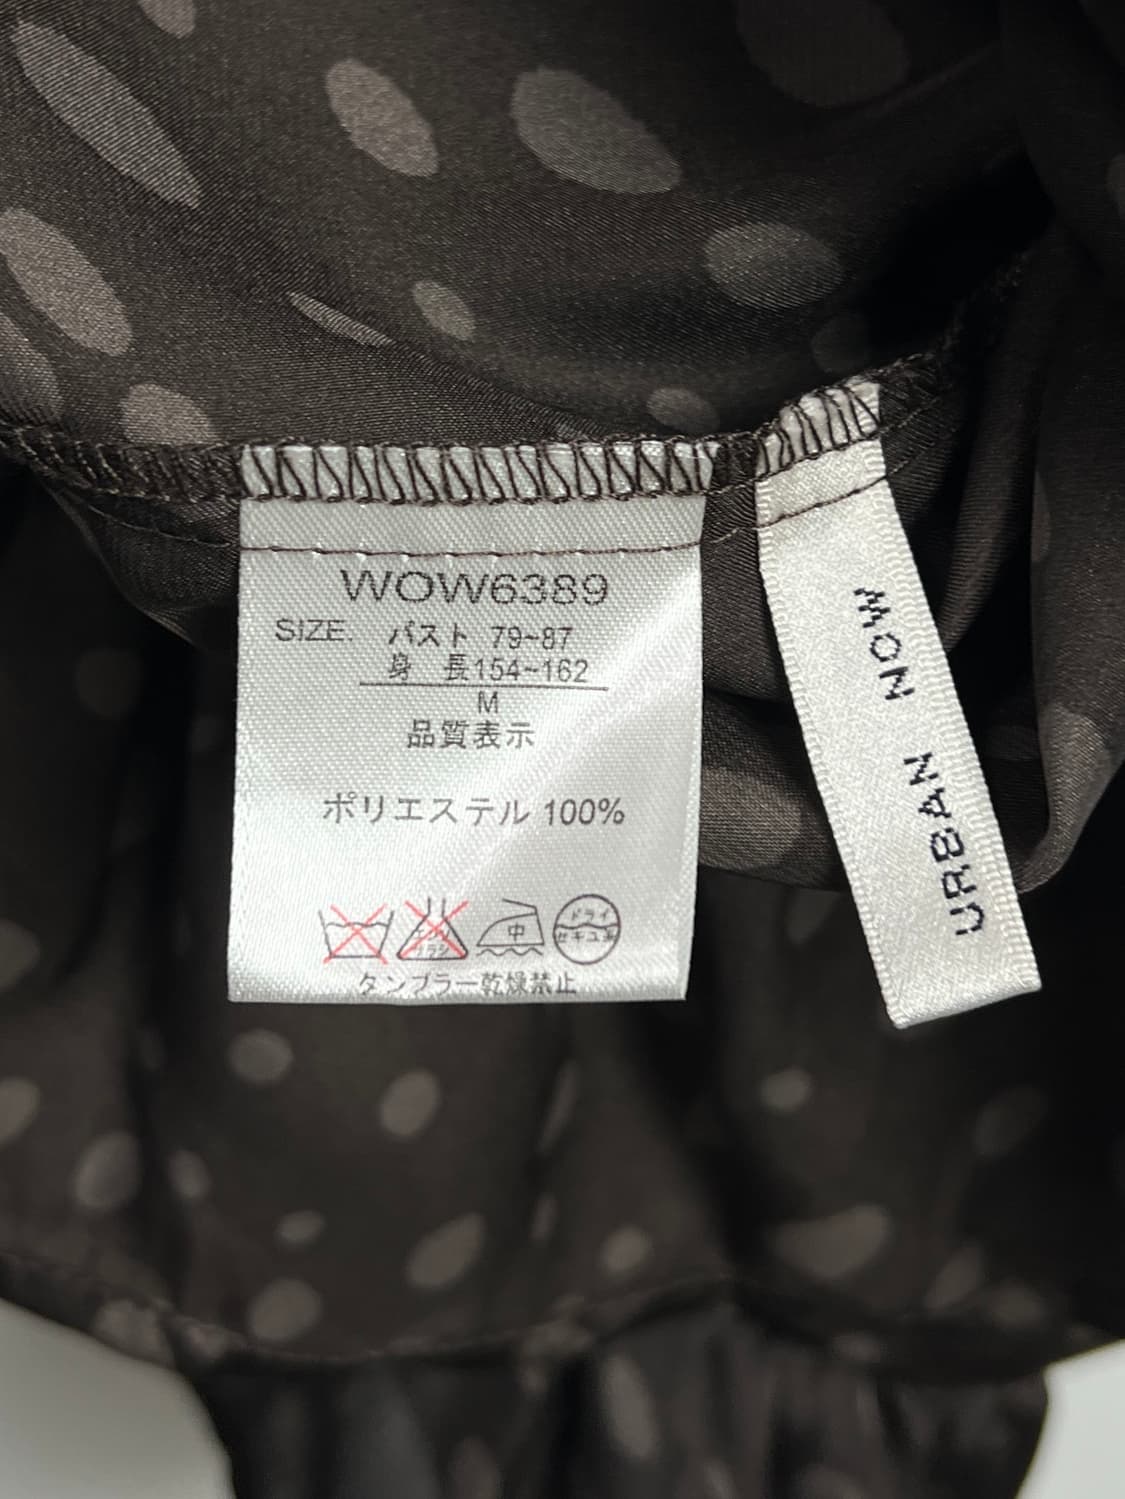 WOW6389
SIZE. バスト 79~87
身 長154~162
M
品質表示
ポリエステル 100%
中
ドライ
セキユ系
タンブラー乾燥禁止
URBAN NOW